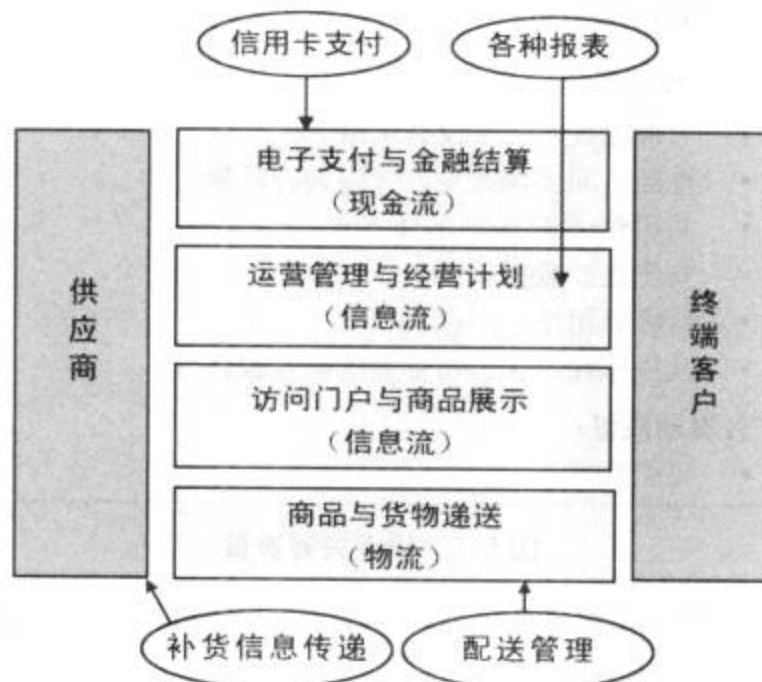 信用卡支付
各种报表
电子支付与金融结算
（现金流）
运营管理与经营计划
（信息流）
供应商
终端客户
访问门户与商品展示
（信息流）
商品与货物递送
（物流）
补货信息传递
配送管理